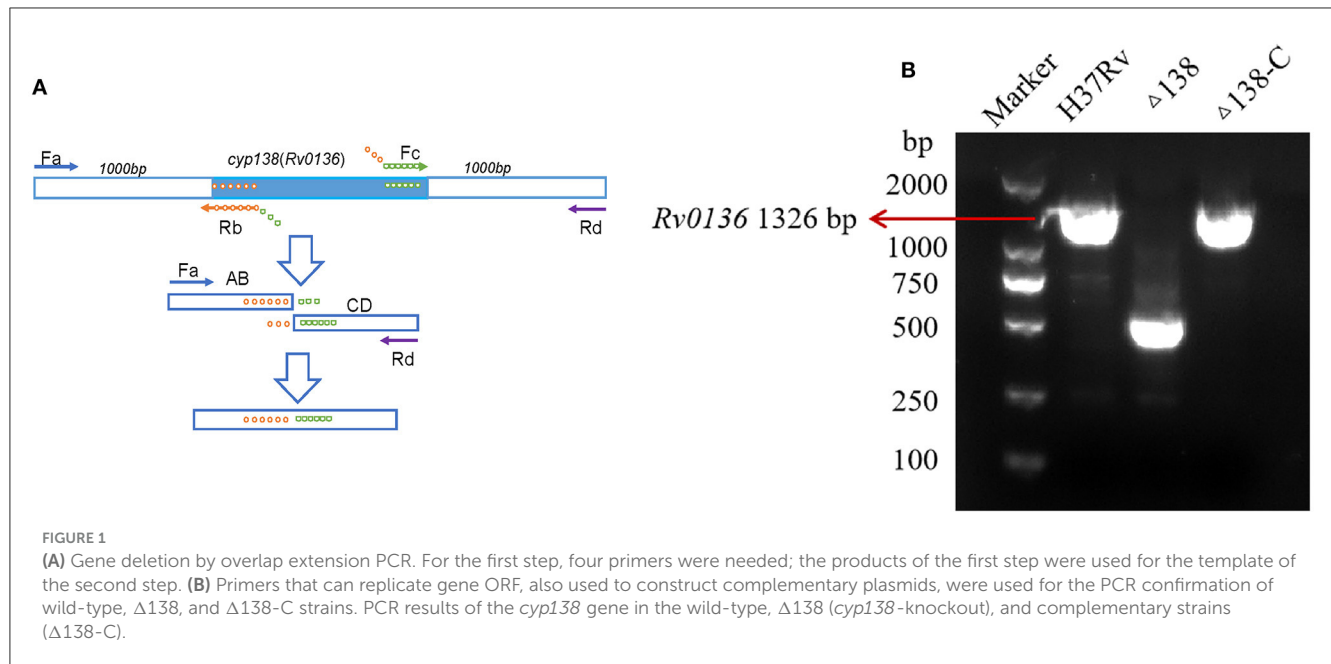 A
Fa
1000bp
cyp138(Rv0136)
Fc
1000bp
Rb
Rd
Fa
AB
CD
Rd
B
Marker
H37Rv
△138
△138-C
bp
2000
Rv0136 1326 bp
1000
750
500
250
100
FIGURE 1
(A) Gene deletion by overlap extension PCR. For the first step, four primers were needed; the products of the first step were used for the template of
the second step. (B) Primers that can replicate gene ORF, also used to construct complementary plasmids, were used for the PCR confirmation of
wild-type, Δ138, and Δ138-C strains. PCR results of the cyp138 gene in the wild-type, Δ138 (cyp138-knockout), and complementary strains
(Δ138-C).